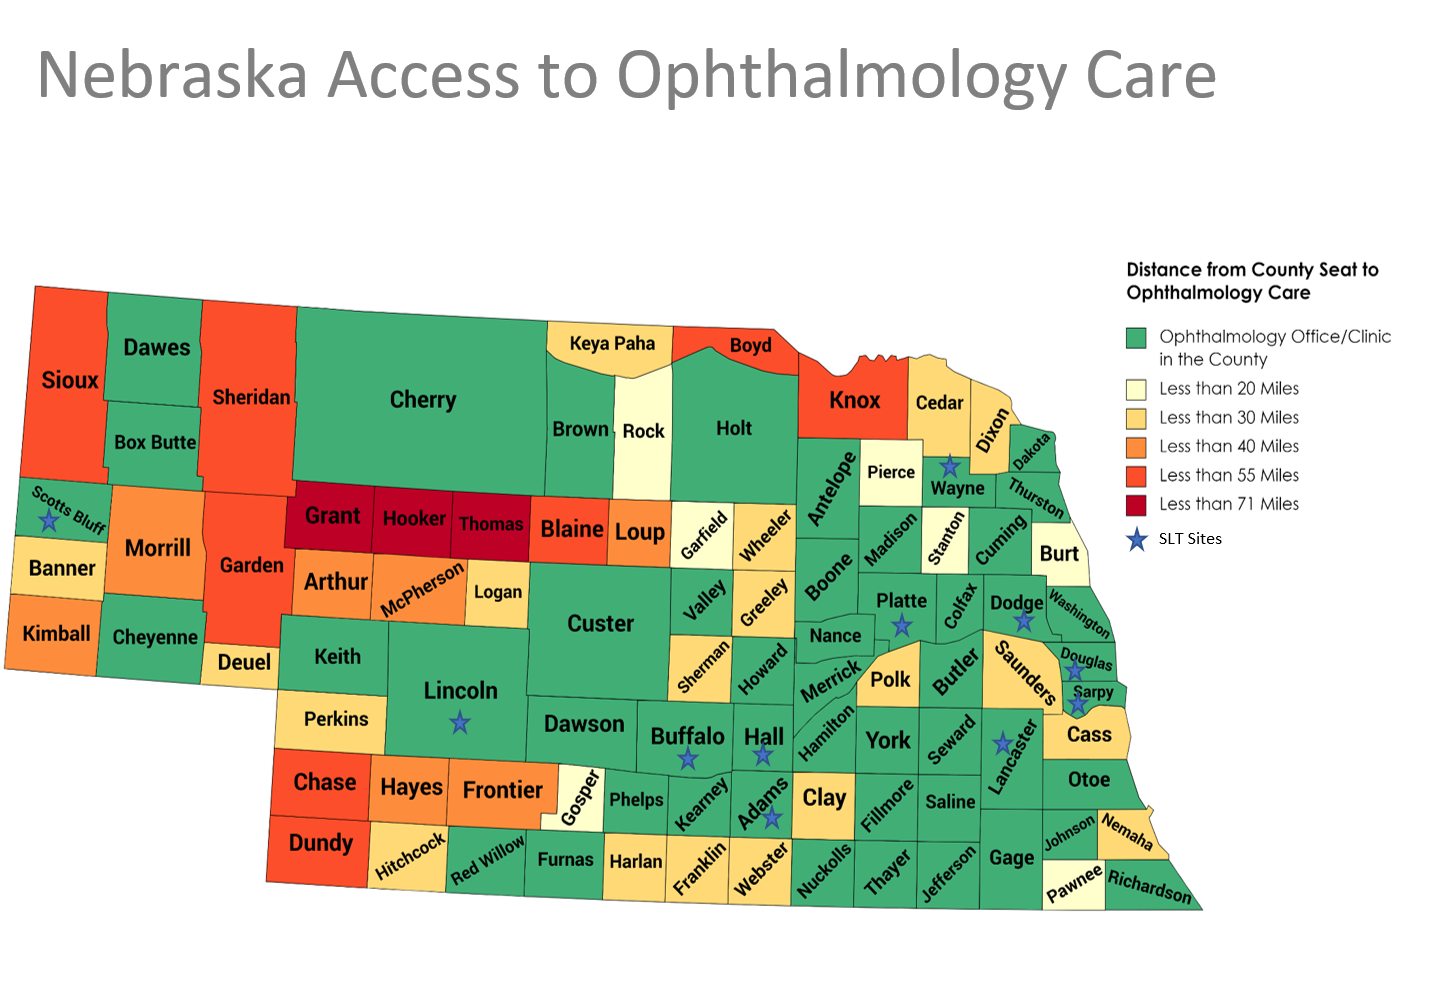 Nebraska Access to Ophthalmology Care
Distance from County Seat to
Ophthalmology Care
Ophthalmology Office/Clinic
in the County
Less than 20 Miles
Less than 30 Miles
Less than 40 Miles
Less than 55 Miles
Less than 71 Miles
SLT Sites
Sioux
Dawes
Box Butte
Sheridan
Cherry
Keya Paha
Boyd
Brown
Rock
Holt
Knox
Cedar
Dixon
Dakota
Antelope
Pierce
Wayne
Thurston
Scotts Bluff
Banner
Kimball
Morrill
Cheyenne
Garden
Deuel
Grant
Hooker
Thomas
Blaine
Loup
Garfield
Wheeler
Madison
Stanton
Cuming
Burt
Arthur
McPherson
Logan
Custer
Valley
Greeley
Boone
Platte
Colfax
Dodge
Washington
Keith
Lincoln
Sherman
Howard
Nance
Merrick
Polk
Butler
Saunders
Douglas
Sarpy
Perkins
Dawson
Buffalo
Hall
Hamilton
York
Seward
Lancaster
Cass
Otoe
Chase
Hayes
Frontier
Gosper
Phelps
Kearney
Adams
Clay
Fillmore
Saline
Johnson
Nemaha
Dundy
Hitchcock
Red Willow
Furnas
Harlan
Franklin
Webster
Nuckolls
Thayer
Jefferson
Gage
Pawnee
Richardson